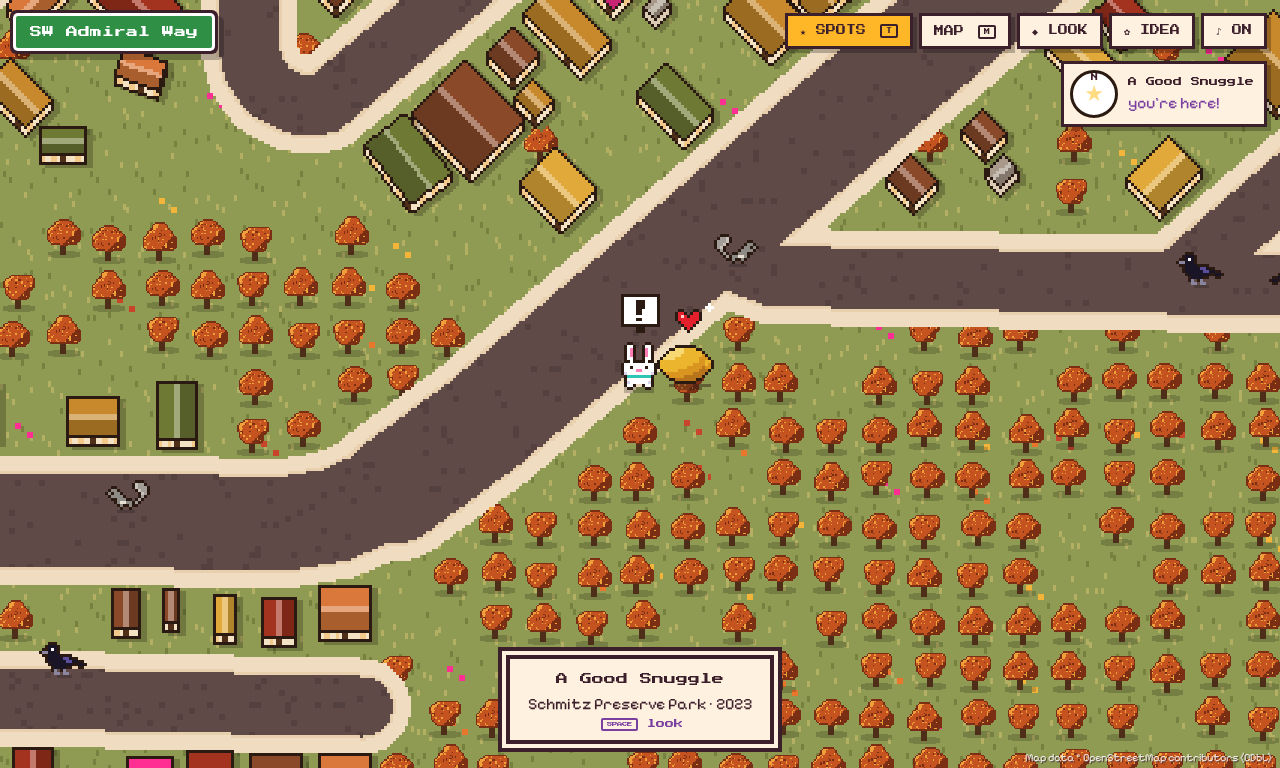 SW Admiral Way
★ SPOTS T
MAP M
◆ LOOK
✿ IDEA
♪ ON
N
A Good Snuggle
you're here!
!
A Good Snuggle
Schmitz Preserve Park · 2023
SPACE look
Map data © OpenStreetMap contributors (ODbL)